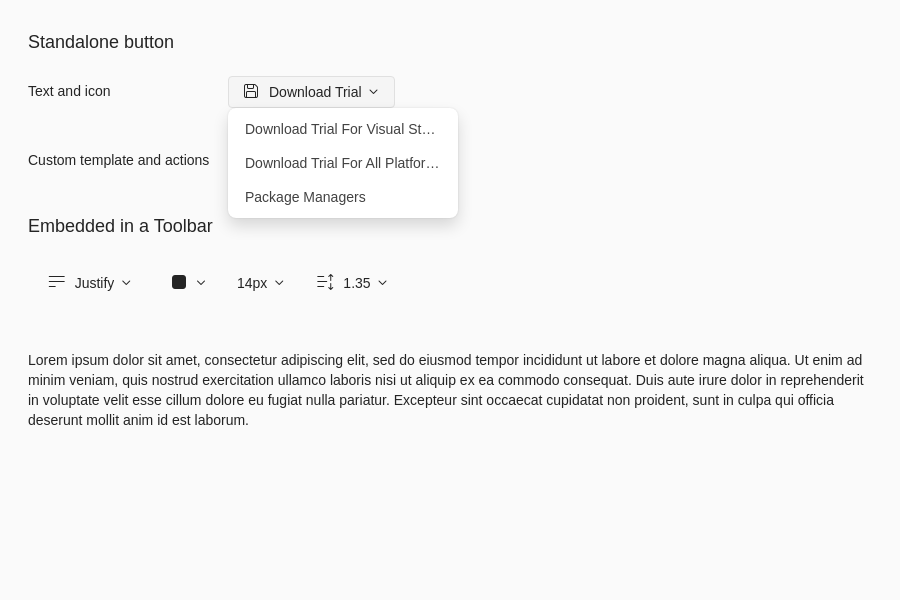 Standalone button
Text and icon
Download Trial
Download Trial For Visual St…
Download Trial For All Platfor…
Package Managers
Custom template and actions
Embedded in a Toolbar
Justify
14px
1.35
Lorem ipsum dolor sit amet, consectetur adipiscing elit, sed do eiusmod tempor incididunt ut labore et dolore magna aliqua. Ut enim ad
minim veniam, quis nostrud exercitation ullamco laboris nisi ut aliquip ex ea commodo consequat. Duis aute irure dolor in reprehenderit
in voluptate velit esse cillum dolore eu fugiat nulla pariatur. Excepteur sint occaecat cupidatat non proident, sunt in culpa qui officia
deserunt mollit anim id est laborum.